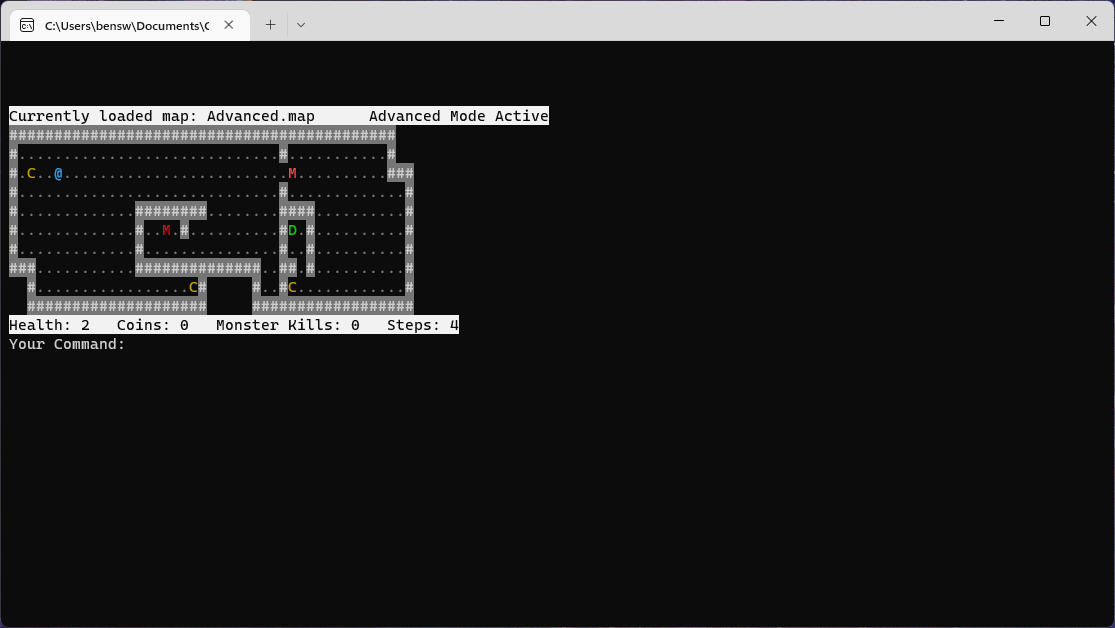 C:\Users\bensw\Documents\C
Currently loaded map: Advanced.map      Advanced Mode Active
###########################################
#.............................#...........#
#.C..@.........................M..........###
#.............................#.............#
#.............########........####..........#
#.............#..M.#..........#D.#..........#
#.............#...............#..#..........#
###...........##############..##.#..........#
  #.................C#     #..#C............#
  ####################     ##################
Health: 2   Coins: 0   Monster Kills: 0   Steps: 4
Your Command: